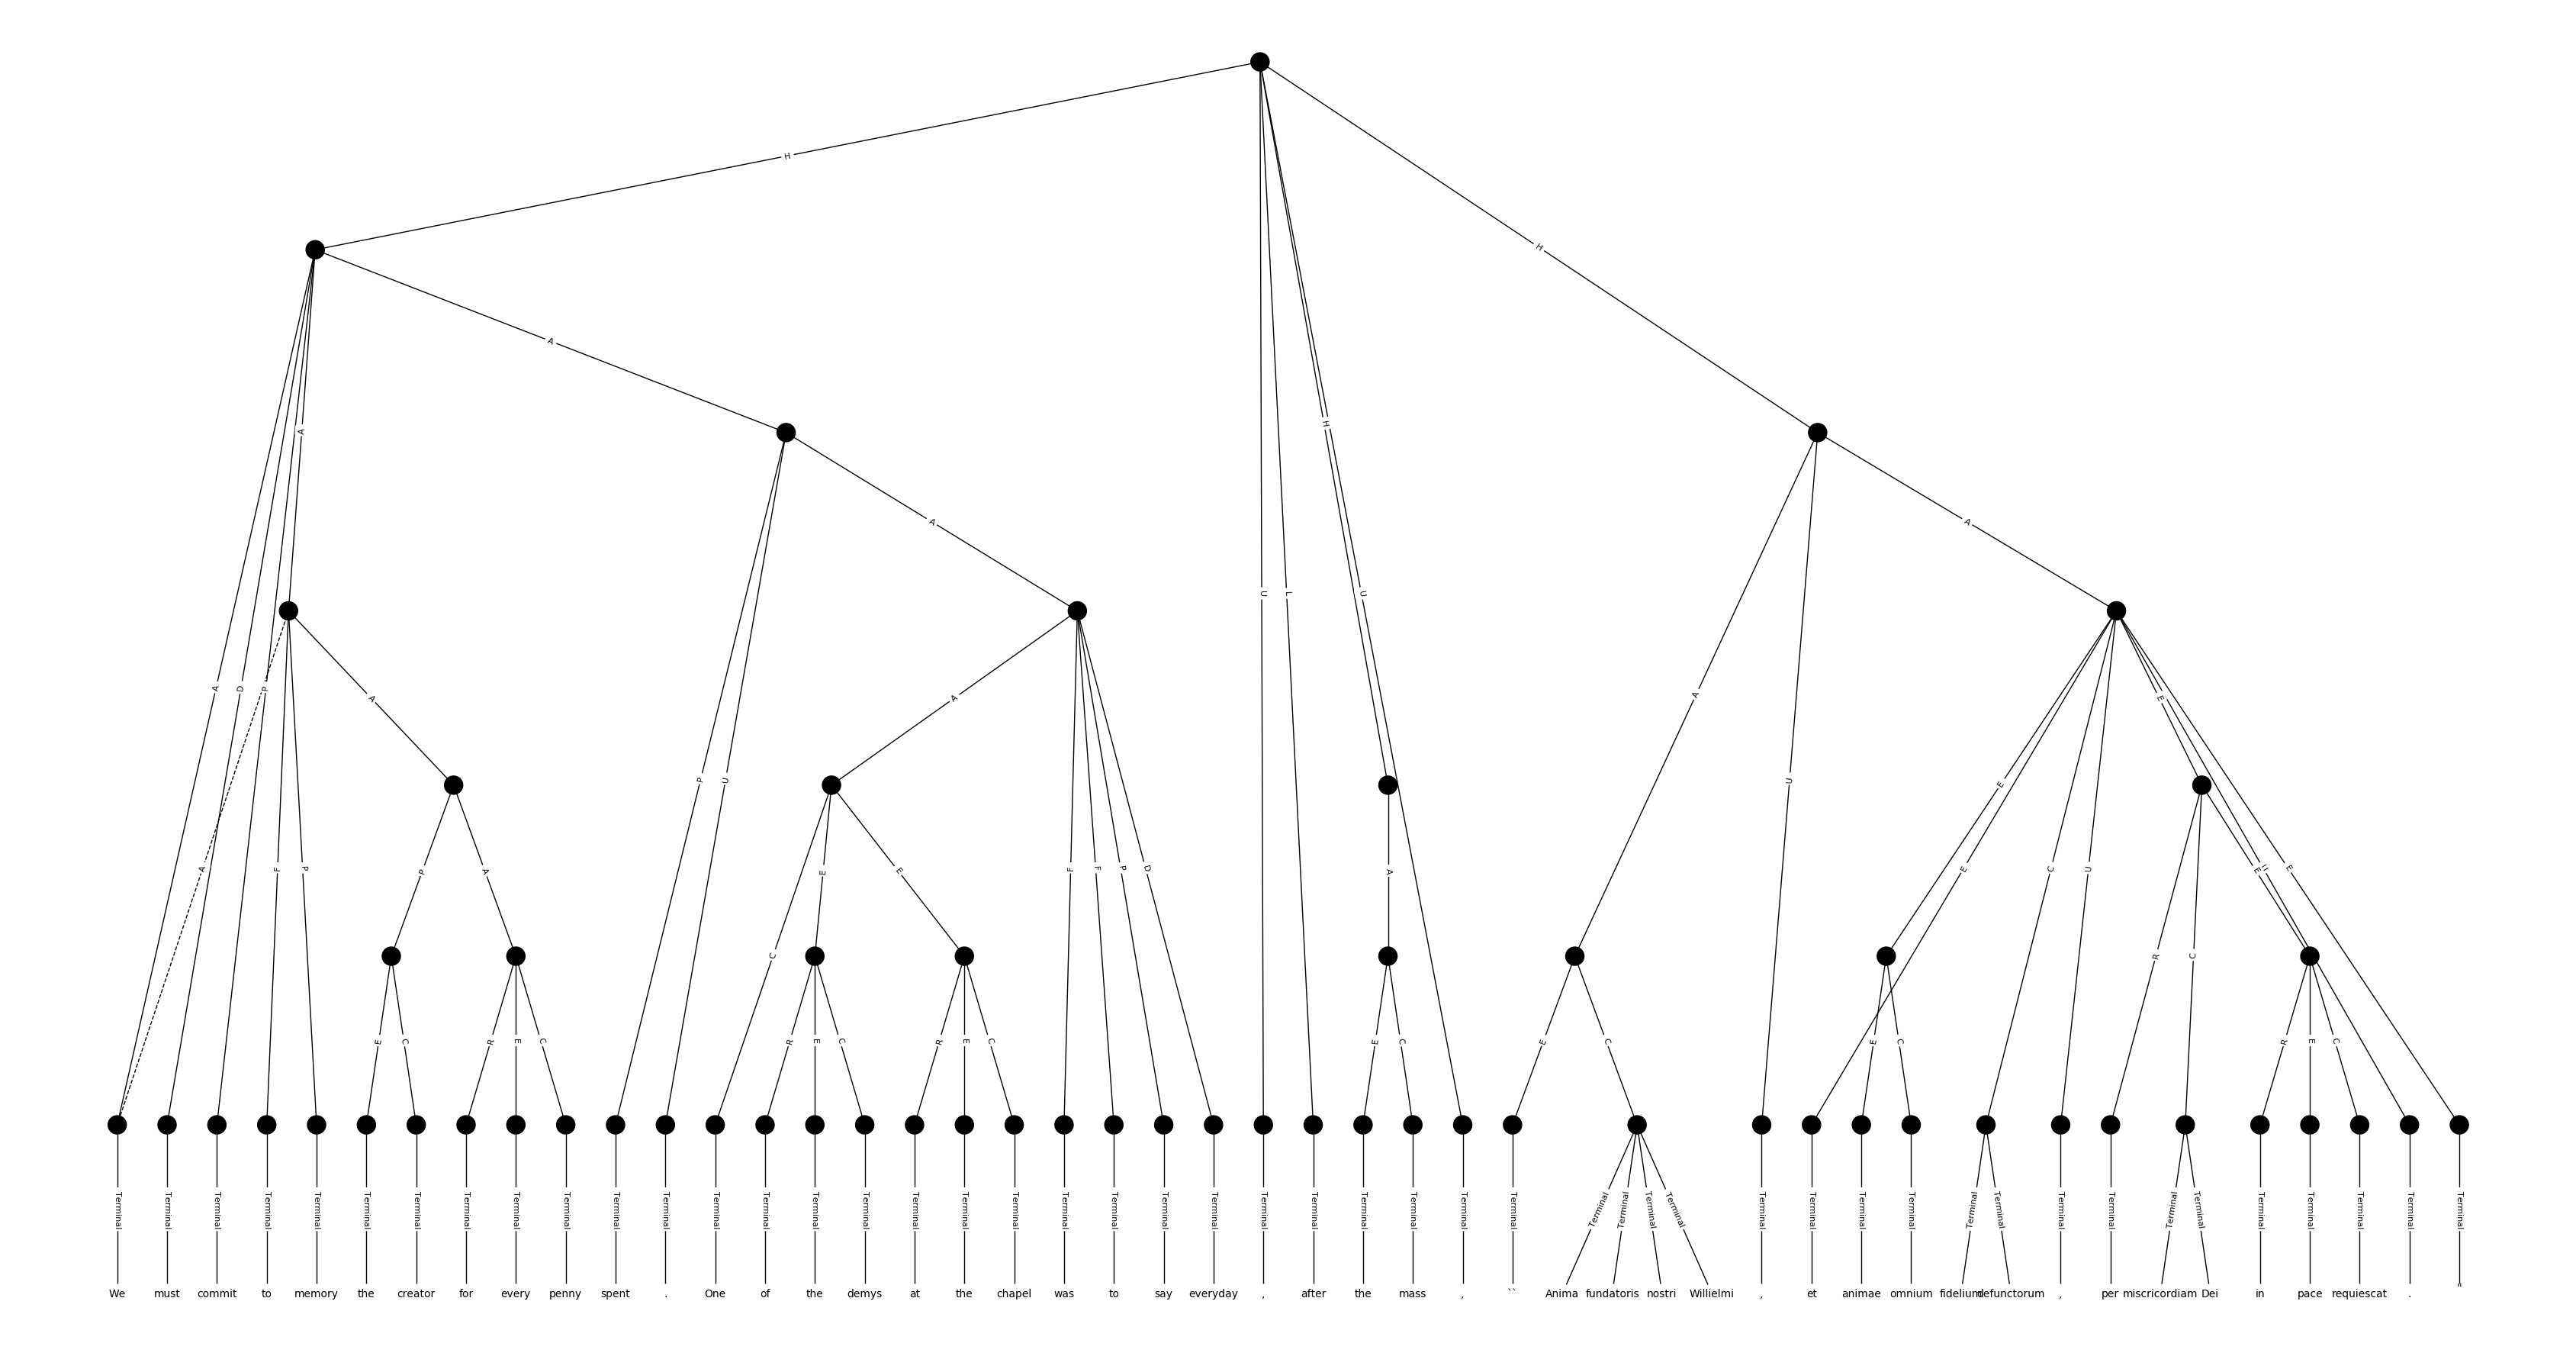 H
H
A
A
H
A
A
U L U
A D P A A A E
P U U E E
A F P P A C E E F F P D A E C U U E E
C R C
E C R E C R E C R E C E C E C E C R E C
Terminal Terminal Terminal Terminal Terminal Terminal Terminal Terminal Terminal Terminal Terminal Terminal Terminal Terminal Terminal Terminal Terminal Terminal Terminal Terminal Terminal Terminal Terminal Terminal Terminal Terminal Terminal Terminal Terminal Terminal Terminal Terminal Terminal Terminal Terminal Terminal Terminal Terminal Terminal Terminal Terminal Terminal Terminal Terminal Terminal Terminal Terminal Terminal
We must commit to memory the creator for every penny spent . One of the demys at the chapel was to say everyday , after the mass , `` Anima fundatoris nostri Willielmi , et animae omnium fidelium defunctorum , per miscricordiam Dei in pace requiescat . "